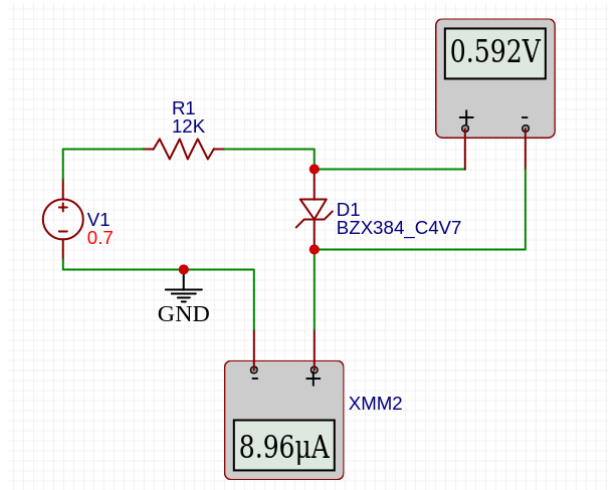 0.592V
+ -
R1
12K
+
-
V1
0.7
D1
BZX384_C4V7
GND
- +
XMM2
8.96µA